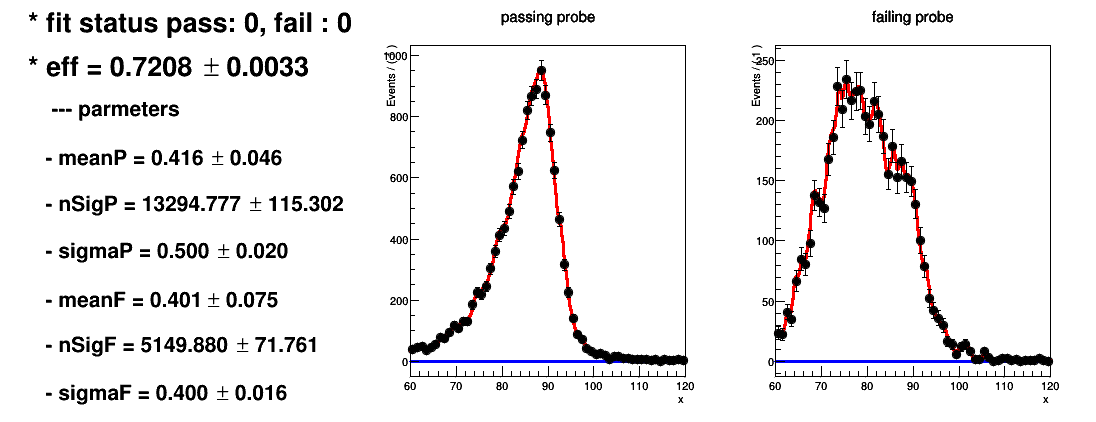 * fit status pass: 0, fail : 0
* eff = 0.7208 ± 0.0033
--- parmeters
- meanP = 0.416 ± 0.046
- nSigP = 13294.777 ± 115.302
- sigmaP = 0.500 ± 0.020
- meanF = 0.401 ± 0.075
- nSigF = 5149.880 ± 71.761
- sigmaF = 0.400 ± 0.016
passing probe
Events / ( 1 )
1000
800
600
400
200
0
60 70 80 90 100 110 120
x
failing probe
Events / ( 1 )
250
200
150
100
50
0
60 70 80 90 100 110 120
x